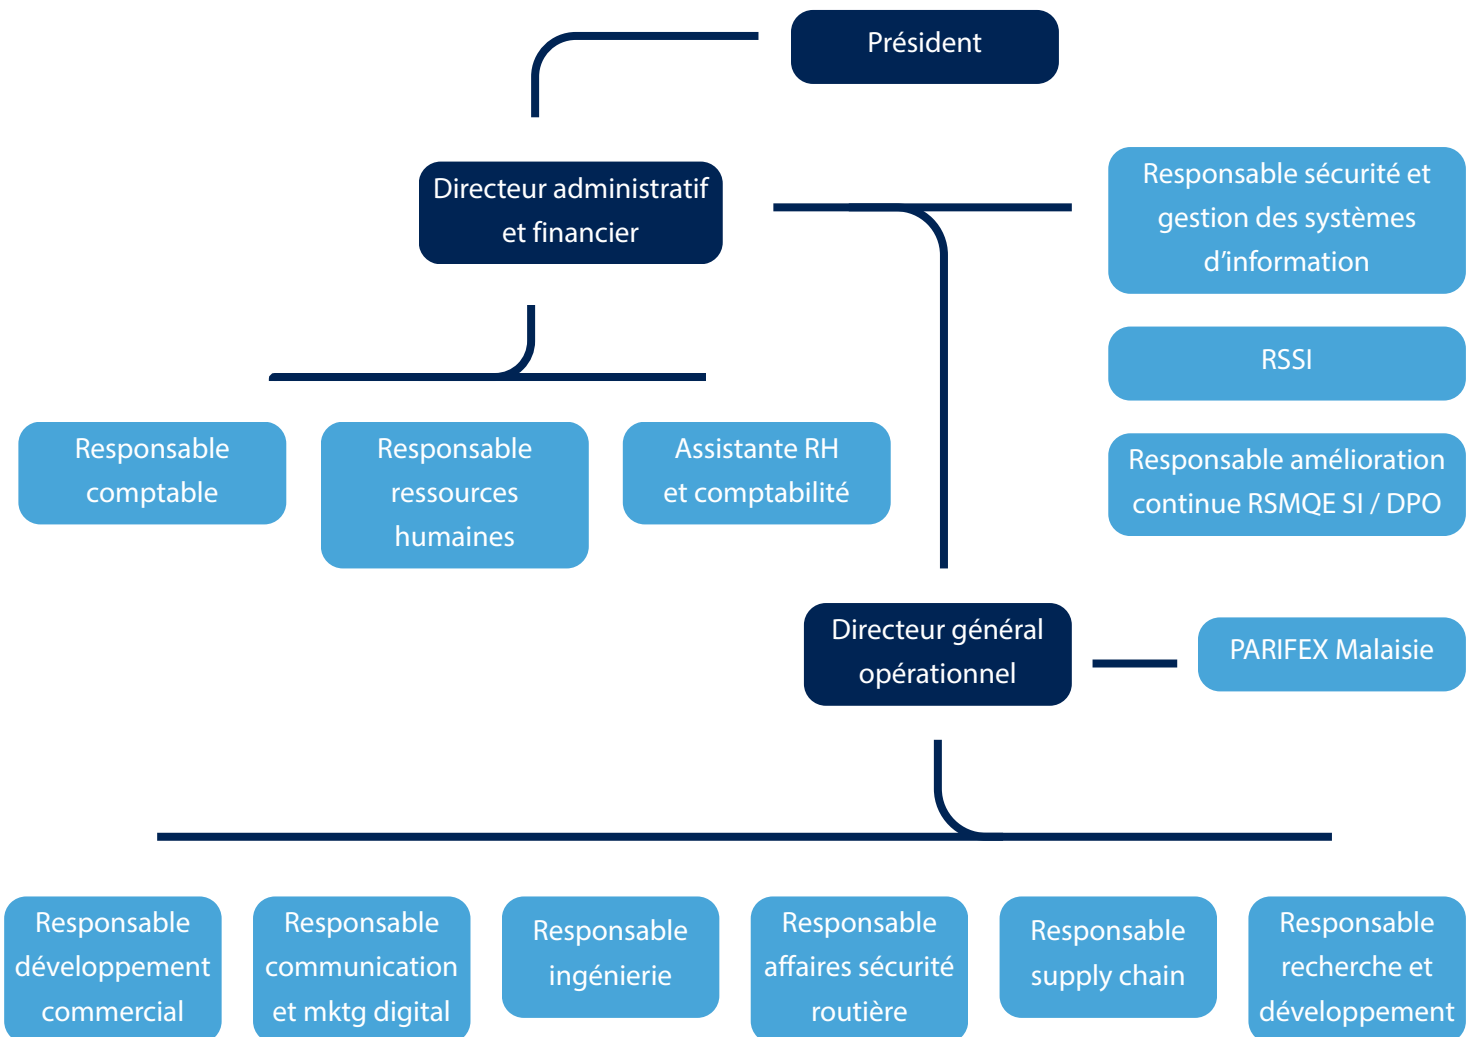 Président
Directeur administratif
et financier
Responsable sécurité et
gestion des systèmes
d'information
RSSI
Responsable amélioration
continue RSMQE SI / DPO
Responsable
comptable
Responsable
ressources
humaines
Assistante RH
et comptabilité
Directeur général
opérationnel
PARIFEX Malaisie
Responsable
développement
commercial
Responsable
communication
et mktg digital
Responsable
ingénierie
Responsable
affaires sécurité
routière
Responsable
supply chain
Responsable
recherche et
développement